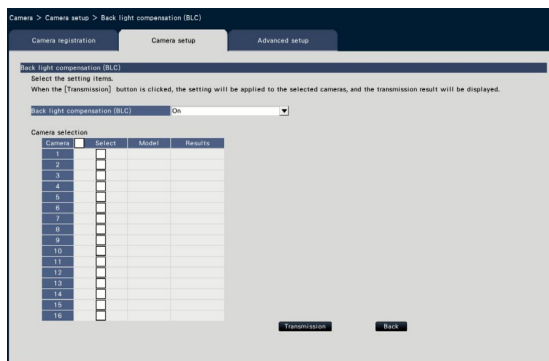 Camera > Camera setup > Back light compensation (BLC)
Camera registration Camera setup Advanced setup
Back light compensation (BLC)
Select the setting items.
When the [Transmission] button is clicked, the setting will be applied to the selected cameras, and the transmission result will be displayed.
Back light compensation (BLC) On
Camera selection
Camera Select Model Results
1
2
3
4
5
6
7
8
9
10
11
12
13
14
15
16
Transmission Back